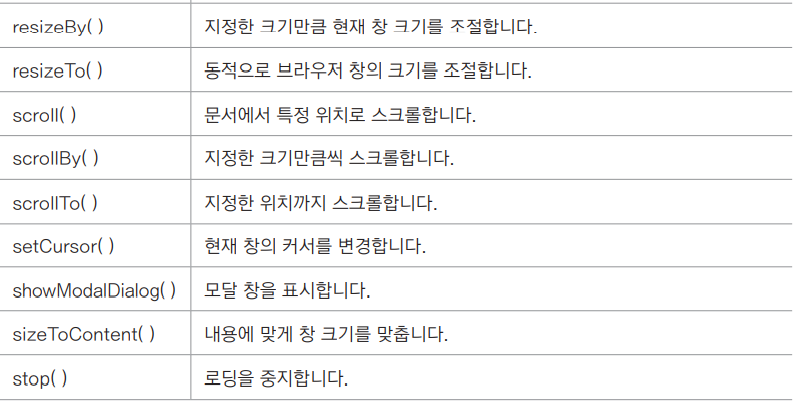 resizeBy( ) 지정한 크기만큼 현재 창 크기를 조절합니다.
resizeTo( ) 동적으로 브라우저 창의 크기를 조절합니다.
scroll( ) 문서에서 특정 위치로 스크롤합니다.
scrollBy( ) 지정한 크기만큼씩 스크롤합니다.
scrollTo( ) 지정한 위치까지 스크롤합니다.
setCursor( ) 현재 창의 커서를 변경합니다.
showModalDialog( ) 모달 창을 표시합니다.
sizeToContent( ) 내용에 맞게 창 크기를 맞춥니다.
stop( ) 로딩을 중지합니다.